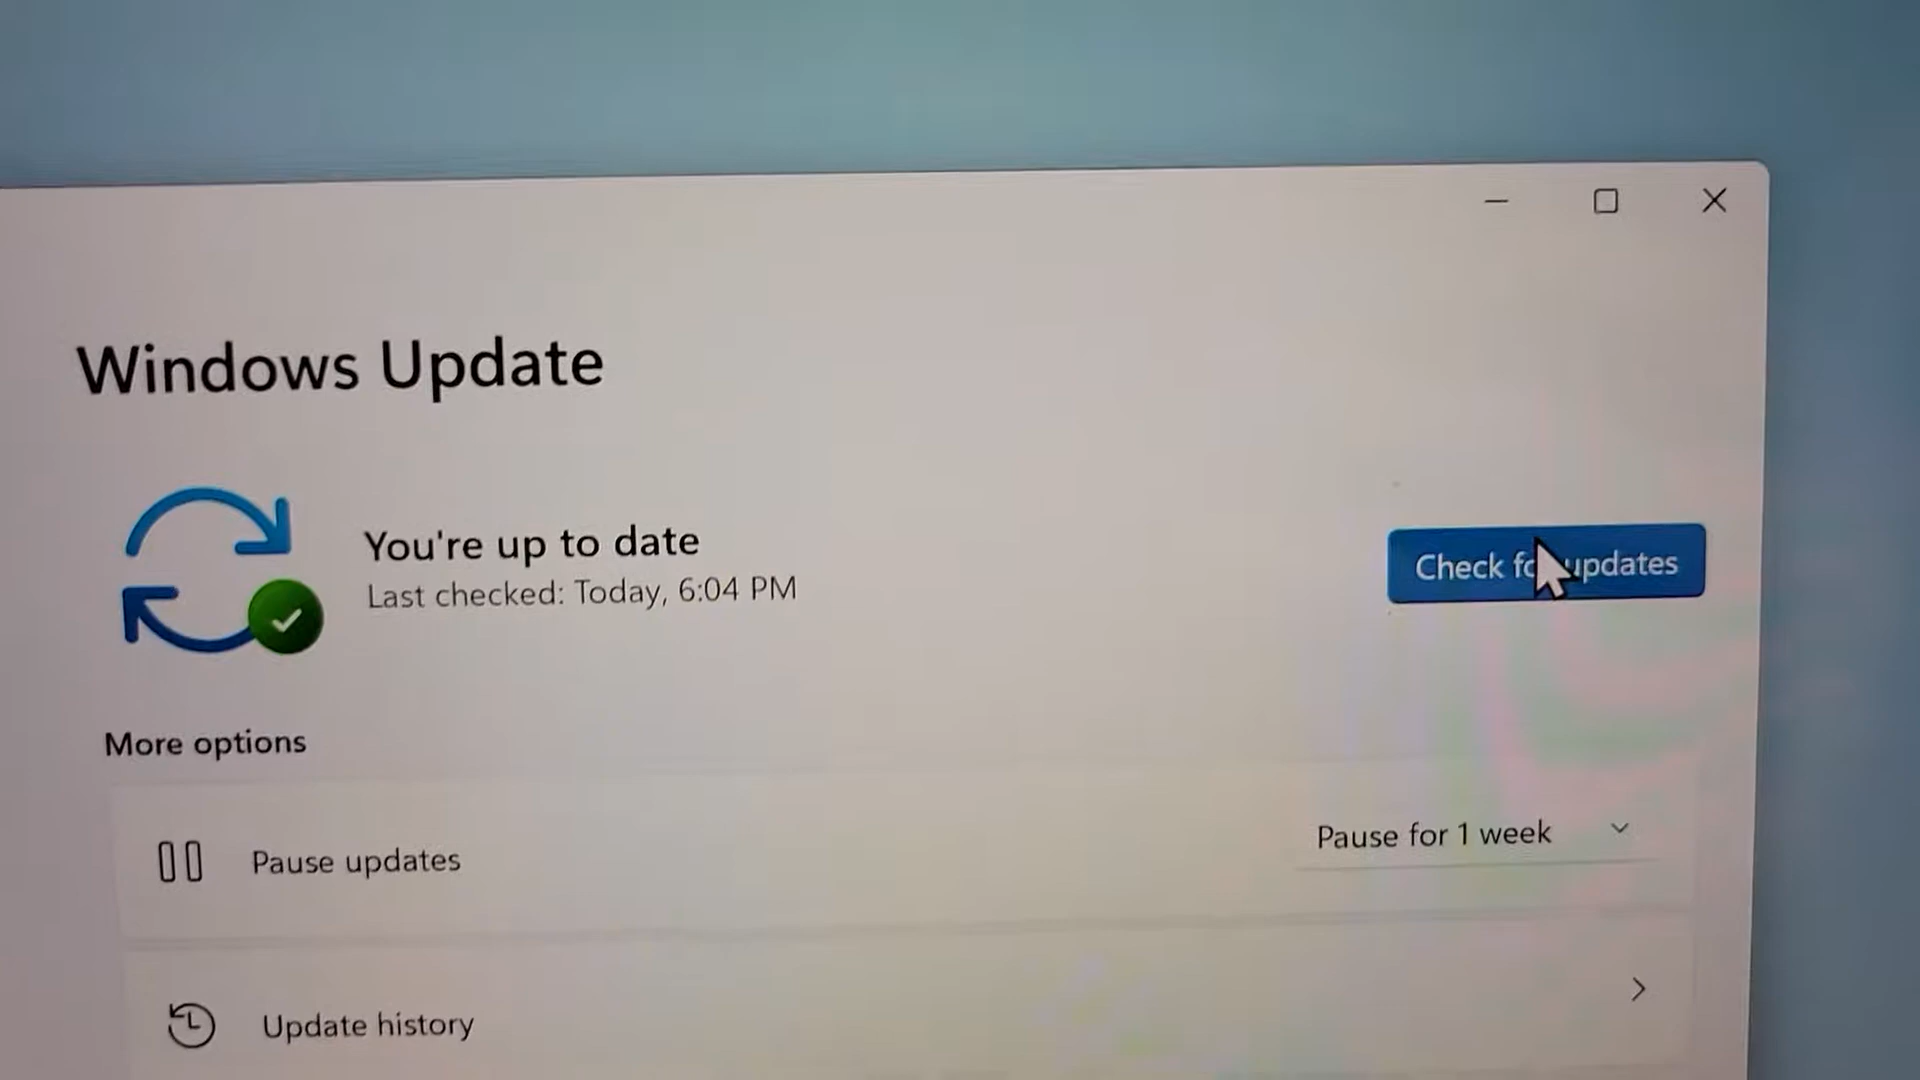 Windows Update
You're up to date
Last checked: Today, 6:04 PM
Check for updates
More options
Pause updates
Pause for 1 week
Update history